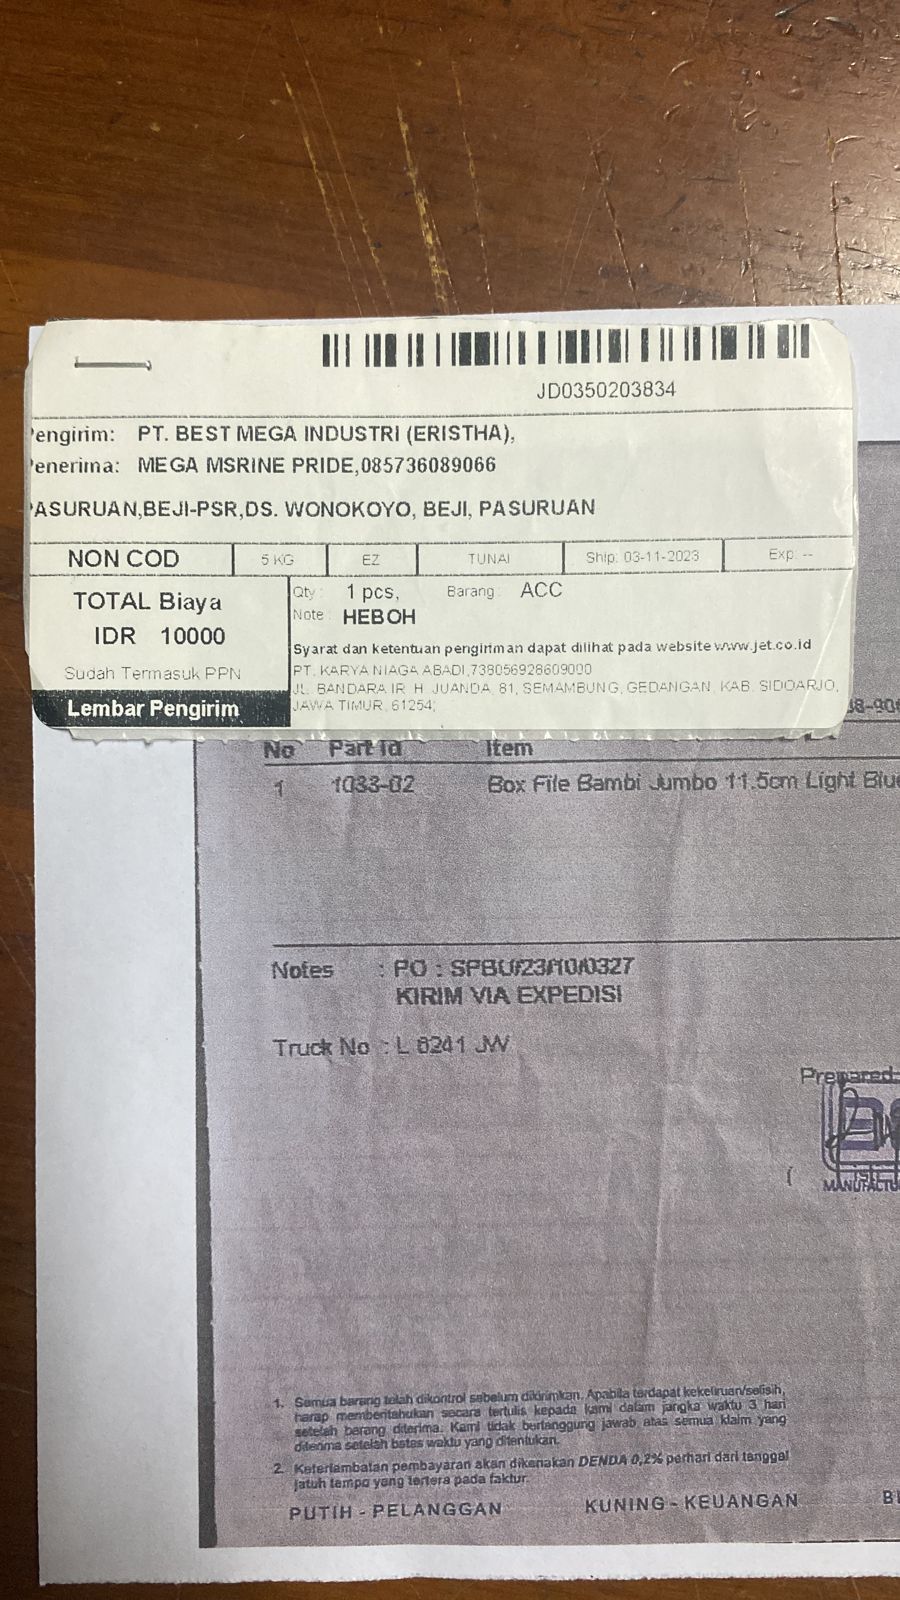 JD0350203834
engirim: PT. BEST MEGA INDUSTRI (ERISTHA),
enerima: MEGA MSRINE PRIDE,085736089066
ASURUAN,BEJI-PSR,DS. WONOKOYO, BEJI, PASURUAN
NON COD 5 KG EZ TUNAI Ship: 03-11-2023 Exp: --
TOTAL Biaya
IDR 10000
Sudah Termasuk PPN
Lembar Pengirim
Qty : 1 pcs, Barang : ACC
Note : HEBOH
Syarat dan ketentuan pengiriman dapat dilihat pada website www.jet.co.id
PT. KARYA NIAGA ABADI,738056928609000
JL. BANDARA IR. H. JUANDA, 81, SEMAMBUNG, GEDANGAN, KAB. SIDOARJO,
JAWA TIMUR, 61254;
No Part Id Item
1 1033-02 Box File Bambi Jumbo 11.5cm Light Blue
Notes : PO : SPBU/23/10/0327
KIRIM VIA EXPEDISI
Truck No : L 8241 JW
Prepared
MANUFACTU
1. Semua barang telah dikontrol sebelum dikirimkan. Apabila terdapat kekeliruan/selisih,
harap memberitahukan secara tertulis kepada kami dalam jangka waktu 3 hari
setelah barang diterima. Kami tidak bertanggung jawab atas semua klaim yang
diterima setelah batas waktu yang ditentukan.
2. Keterlambatan pembayaran akan dikenakan DENDA 0,2% perhari dari tanggal
jatuh tempo yang tertera pada faktur.
PUTIH - PELANGGAN KUNING - KEUANGAN